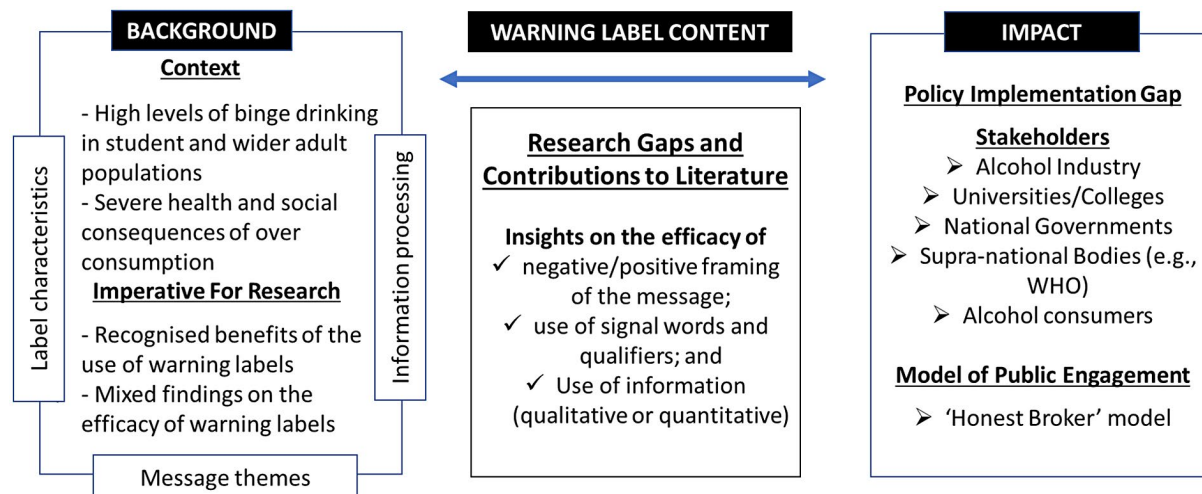 BACKGROUND
Context
- High levels of binge drinking
in student and wider adult
populations
- Severe health and social
consequences of over
consumption
Imperative For Research
- Recognised benefits of the
use of warning labels
- Mixed findings on the
efficacy of warning labels
Label characteristics
Information processing
Message themes
WARNING LABEL CONTENT
Research Gaps and
Contributions to Literature
Insights on the efficacy of
✓ negative/positive framing
of the message;
✓ use of signal words and
qualifiers; and
✓ Use of information
(qualitative or quantitative)
IMPACT
Policy Implementation Gap
Stakeholders
➢ Alcohol Industry
➢ Universities/Colleges
➢ National Governments
➢ Supra-national Bodies (e.g.,
WHO)
➢ Alcohol consumers
Model of Public Engagement
➢ ‘Honest Broker’ model